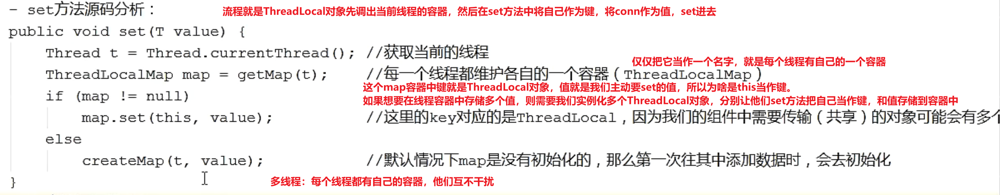 - set方法源码分析：
流程就是ThreadLocal对象先调出当前线程的容器，然后在set方法中将自己作为键，将conn作为值，set进去
public void set(T value) {
Thread t = Thread.currentThread(); //获取当前的线程
仅仅把它当作一个名字，就是每个线程有自己的一个容器
ThreadLocalMap map = getMap(t); //每一个线程都维护各自的一个容器（ThreadLocalMap）
这个map容器中键就是ThreadLocal对象，值就是我们主动要set的值，所以为啥是this当作键。
if (map != null)
如果想要在线程容器中存储多个值，则需要我们实例化多个ThreadLocal对象，分别让他们set方法把自己当作键，和值存储到容器中
map.set(this, value); //这里的key对应的是ThreadLocal，因为我们的组件中需要传输（共享）的对象可能会有多个
else
createMap(t, value); //默认情况下map是没有初始化的，那么第一次往其中添加数据时，会去初始化
}
多线程：每个线程都有自己的容器，他们互不干扰